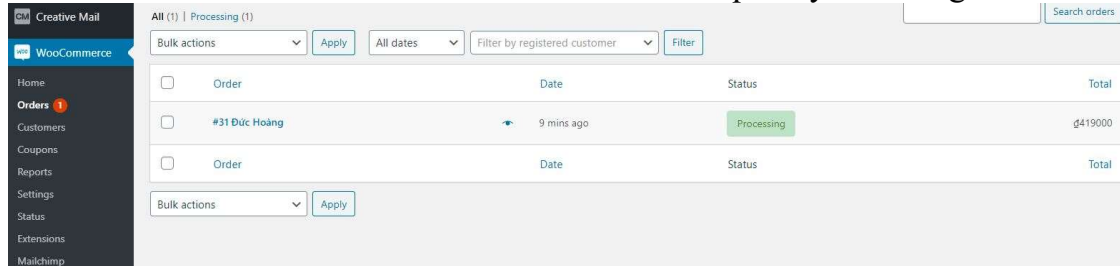 CM Creative Mail
WooCommerce
Home
Orders 1
Customers
Coupons
Reports
Settings
Status
Extensions
Mailchimp
All (1) | Processing (1)
Search orders
Bulk actions Apply All dates Filter by registered customer Filter
Order Date Status Total
#31 Đức Hoàng 9 mins ago Processing ₫419000
Order Date Status Total
Bulk actions Apply